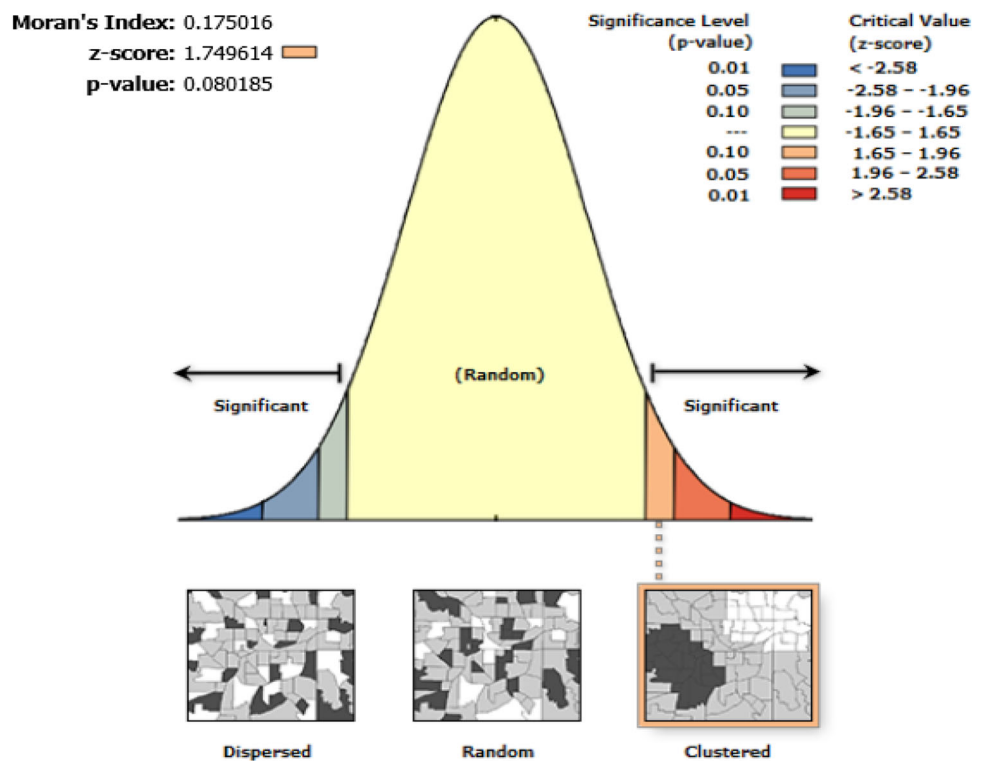 Moran's Index: 0.175016
z-score: 1.749614
p-value: 0.080185
Significance Level
(p-value)
Critical Value
(z-score)
0.01 < -2.58
0.05 -2.58 – -1.96
0.10 -1.96 – -1.65
--- -1.65 – 1.65
0.10 1.65 – 1.96
0.05 1.96 – 2.58
0.01 > 2.58
(Random)
Significant
Significant
Dispersed
Random
Clustered